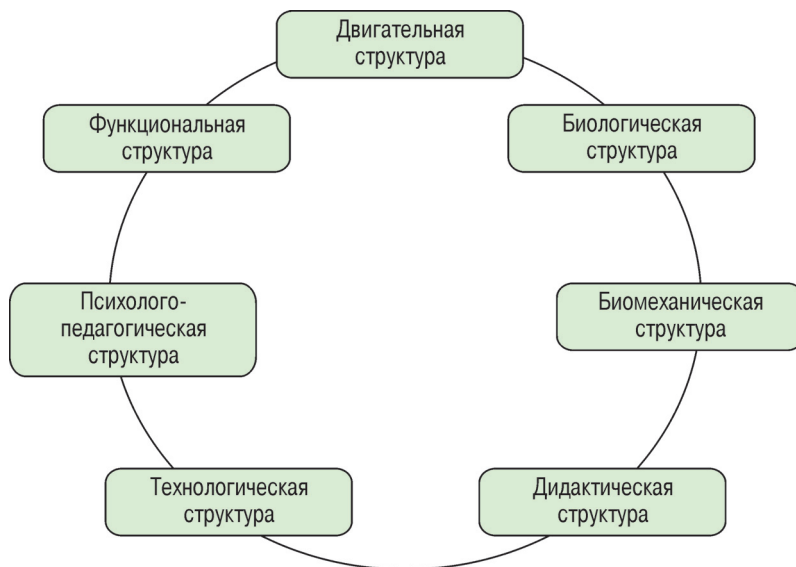 Двигательная
структура
Функциональная
структура
Биологическая
структура
Психолого-
педагогическая
структура
Биомеханическая
структура
Технологическая
структура
Дидактическая
структура